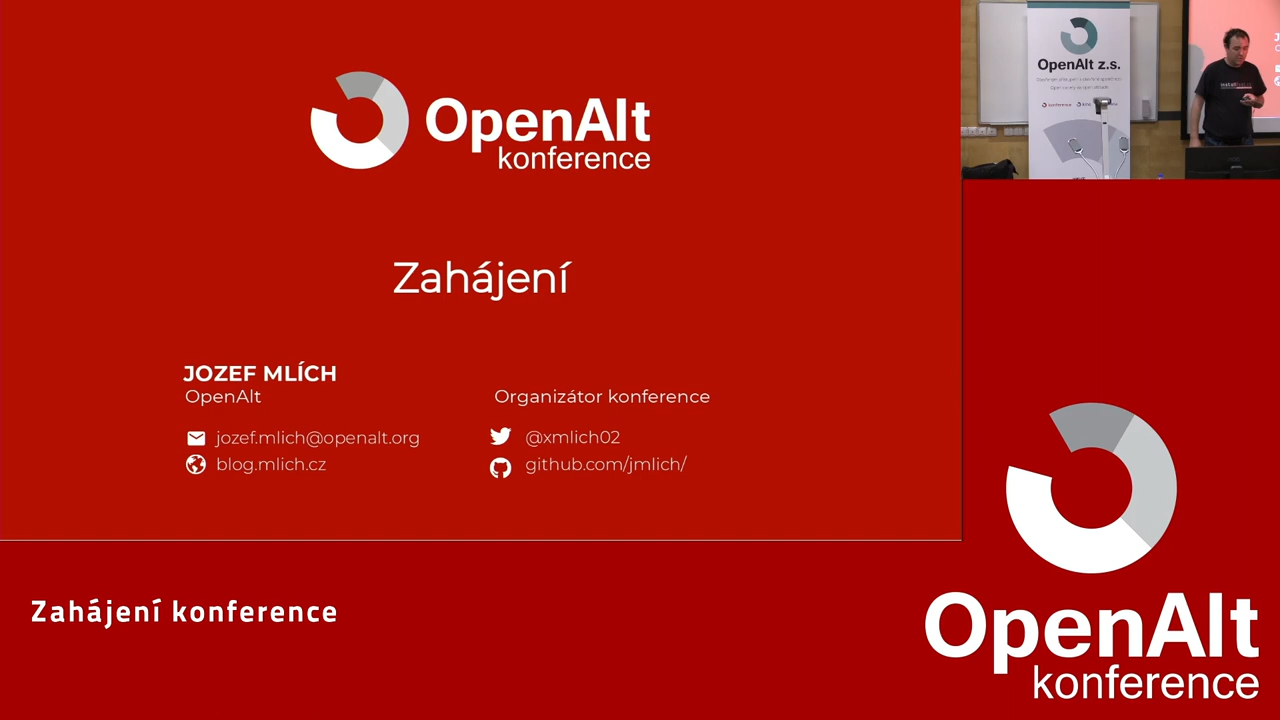 OpenAlt
konference
Zahájení
JOZEF MLÍCH
OpenAlt
Organizátor konference
jozef.mlich@openalt.org
@xmlich02
blog.mlich.cz
github.com/jmlich/
OpenAlt z.s.
Zahájení konference
OpenAlt
konference